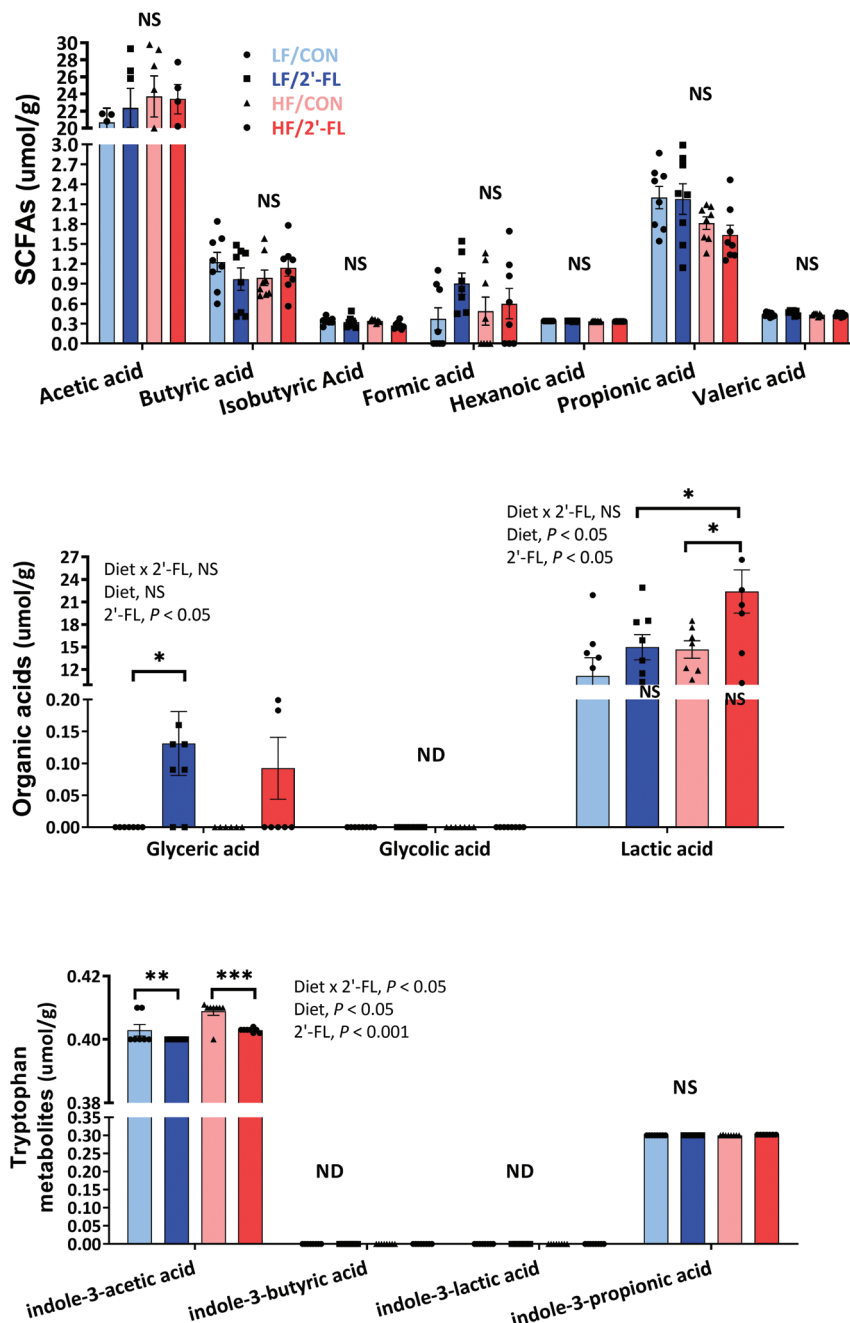 NS
SCFAs (umol/g)
30
28
26
24
22
20
3.0
2.7
2.4
2.1
1.8
1.5
1.2
0.9
0.6
0.3
0.0
LF/CON
LF/2'-FL
HF/CON
HF/2'-FL
NS
NS
NS
NS
NS
NS
Acetic acid
Butyric acid
Isobutyric Acid
Formic acid
Hexanoic acid
Propionic acid
Valeric acid
Organic acids (umol/g)
27
24
21
18
15
12
0.20
0.15
0.10
0.05
0.00
Diet x 2'-FL, NS
Diet, NS
2'-FL, P < 0.05
*
ND
Diet x 2'-FL, NS
Diet, P < 0.05
2'-FL, P < 0.05
*
*
NS
NS
Glyceric acid
Glycolic acid
Lactic acid
Tryptophan
metabolites (umol/g)
0.42
0.40
0.38
0.35
0.30
0.25
0.20
0.15
0.10
0.05
0.00
**
***
Diet x 2'-FL, P < 0.05
Diet, P < 0.05
2'-FL, P < 0.001
ND
ND
NS
indole-3-acetic acid
indole-3-butyric acid
indole-3-lactic acid
indole-3-propionic acid